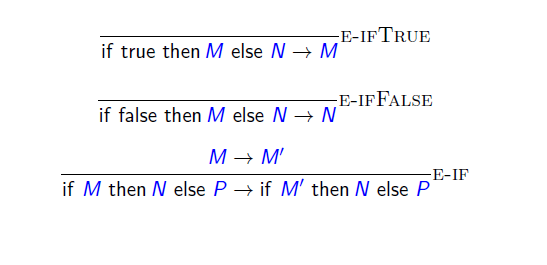 E-IFTRUE
if true then M else N → M
E-IFFALSE
if false then M else N → N
M → M′
E-IF
if M then N else P → if M′ then N else P